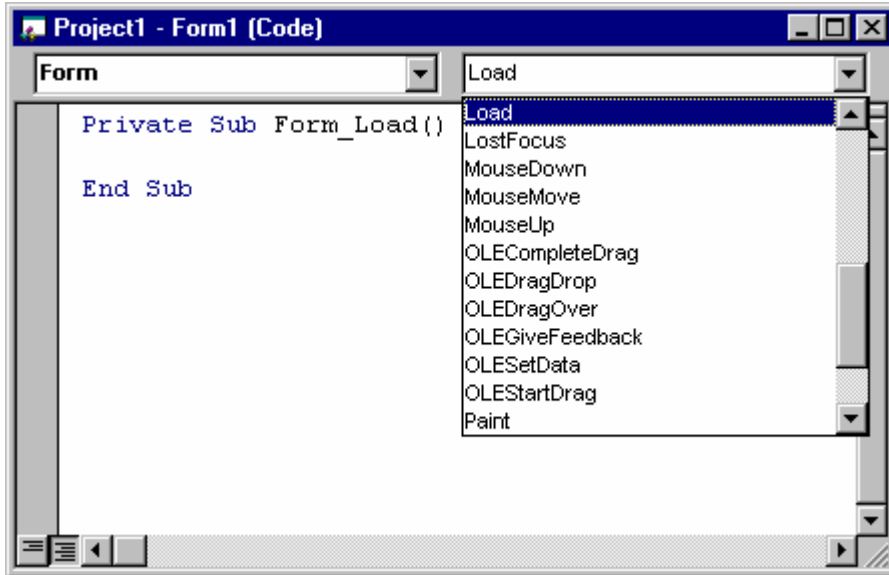 Project1 - Form1 (Code)
Form
Load
Private Sub Form_Load()
End Sub
Load
LostFocus
MouseDown
MouseMove
MouseUp
OLECompleteDrag
OLEDragDrop
OLEDragOver
OLEGiveFeedback
OLESetData
OLEStartDrag
Paint